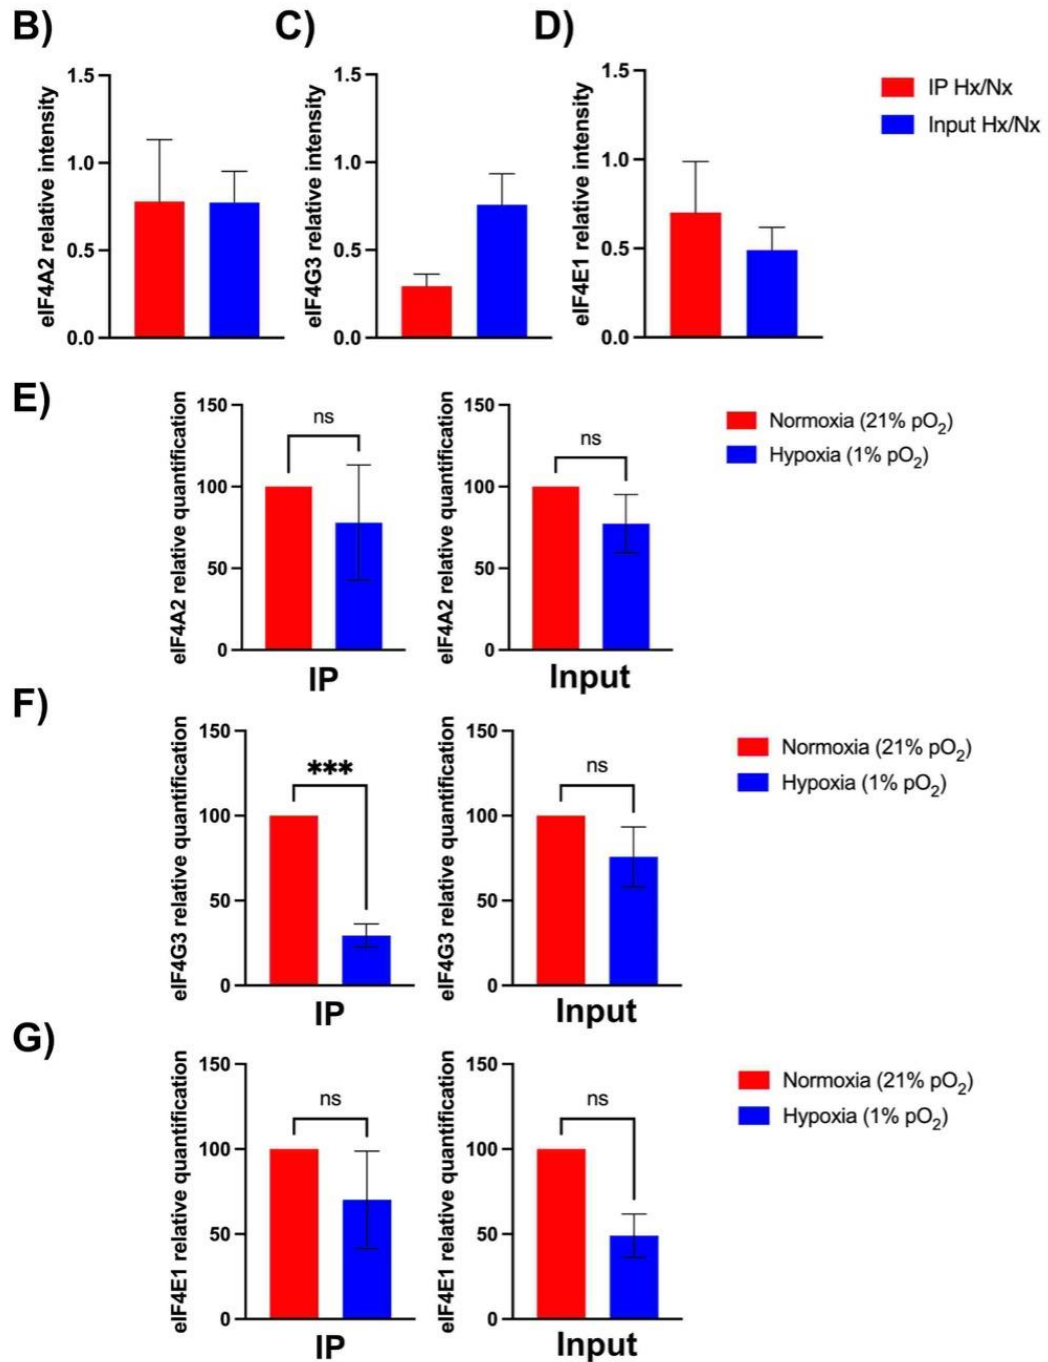 B)
eIF4A2 relative intensity
1.5
1.0
0.5
0.0
C)
eIF4G3 relative intensity
1.5
1.0
0.5
0.0
D)
eIF4E1 relative intensity
1.5
1.0
0.5
0.0
IP Hx/Nx
Input Hx/Nx
E)
eIF4A2 relative quantification
150
100
50
0
ns
IP
eIF4A2 relative quantification
150
100
50
0
ns
Input
Normoxia (21% pO2)
Hypoxia (1% pO2)
F)
eIF4G3 relative quantification
150
100
50
0
***
IP
eIF4G3 relative quantification
150
100
50
0
ns
Input
Normoxia (21% pO2)
Hypoxia (1% pO2)
G)
eIF4E1 relative quantification
150
100
50
0
ns
IP
eIF4E1 relative quantification
150
100
50
0
ns
Input
Normoxia (21% pO2)
Hypoxia (1% pO2)